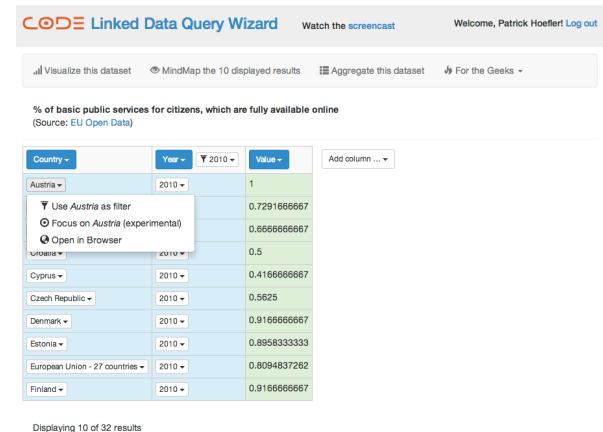 CODE Linked Data Query Wizard Watch the screencast Welcome, Patrick Hoefler! Log out
Visualize this dataset MindMap the 10 displayed results Aggregate this dataset For the Geeks
% of basic public services for citizens, which are fully available online
(Source: EU Open Data)
Country Year 2010 Value Add column ...
Austria 2010 1
Use Austria as filter 0.7291666667
Focus on Austria (experimental) 0.6666666667
Open in Browser
Croatia 2010 0.5
Cyprus 2010 0.4166666667
Czech Republic 2010 0.5625
Denmark 2010 0.9166666667
Estonia 2010 0.8958333333
European Union - 27 countries 2010 0.8094837262
Finland 2010 0.9166666667
Displaying 10 of 32 results